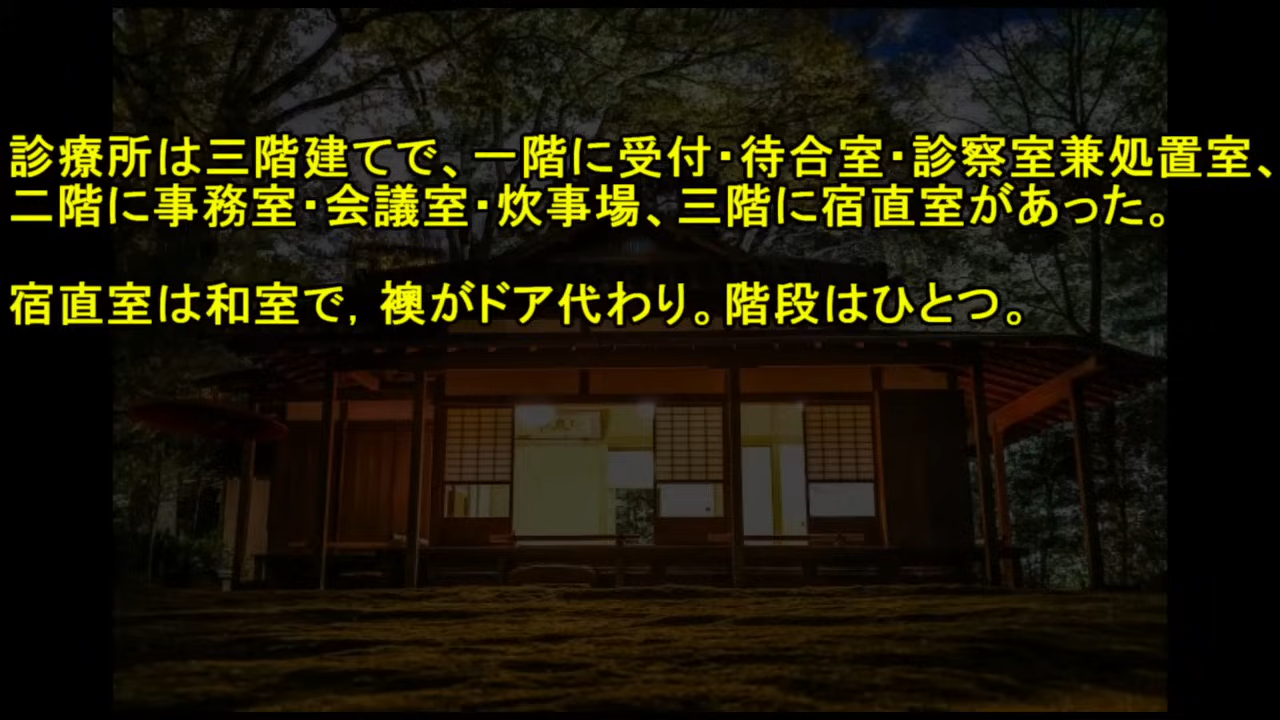 診療所は三階建てで、一階に受付・待合室・診察室兼処置室、
二階に事務室・会議室・炊事場、三階に宿直室があった。
宿直室は和室で，襖がドア代わり。階段はひとつ。